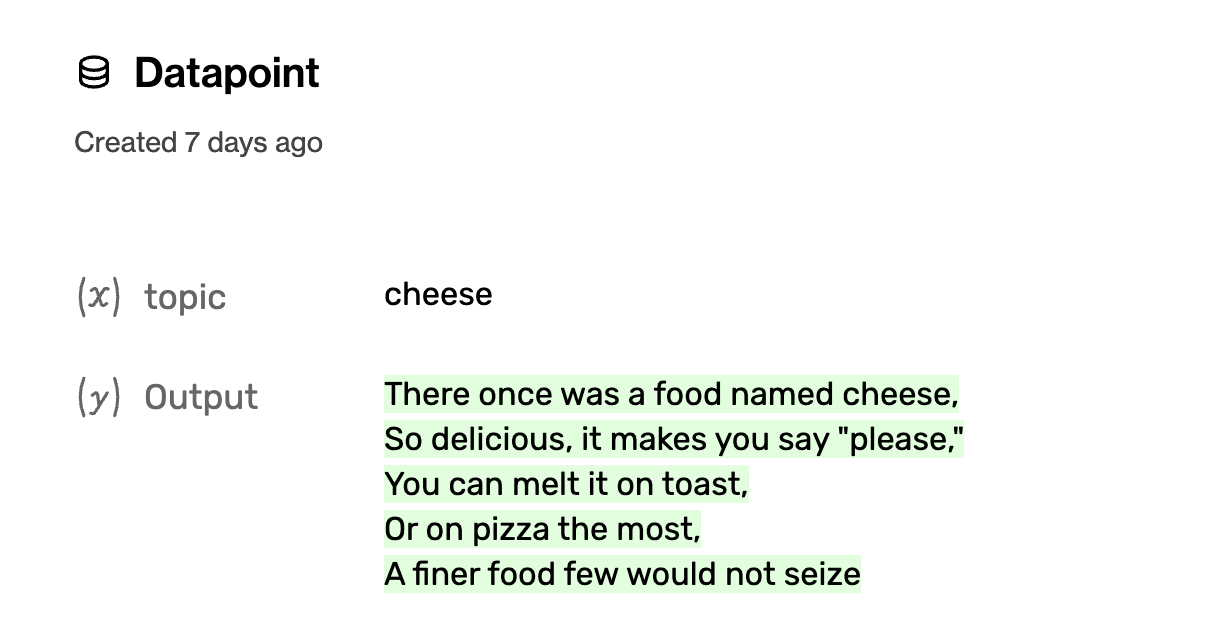 Datapoint
Created 7 days ago
(x) topic cheese
(y) Output There once was a food named cheese,
So delicious, it makes you say "please,"
You can melt it on toast,
Or on pizza the most,
A finer food few would not seize